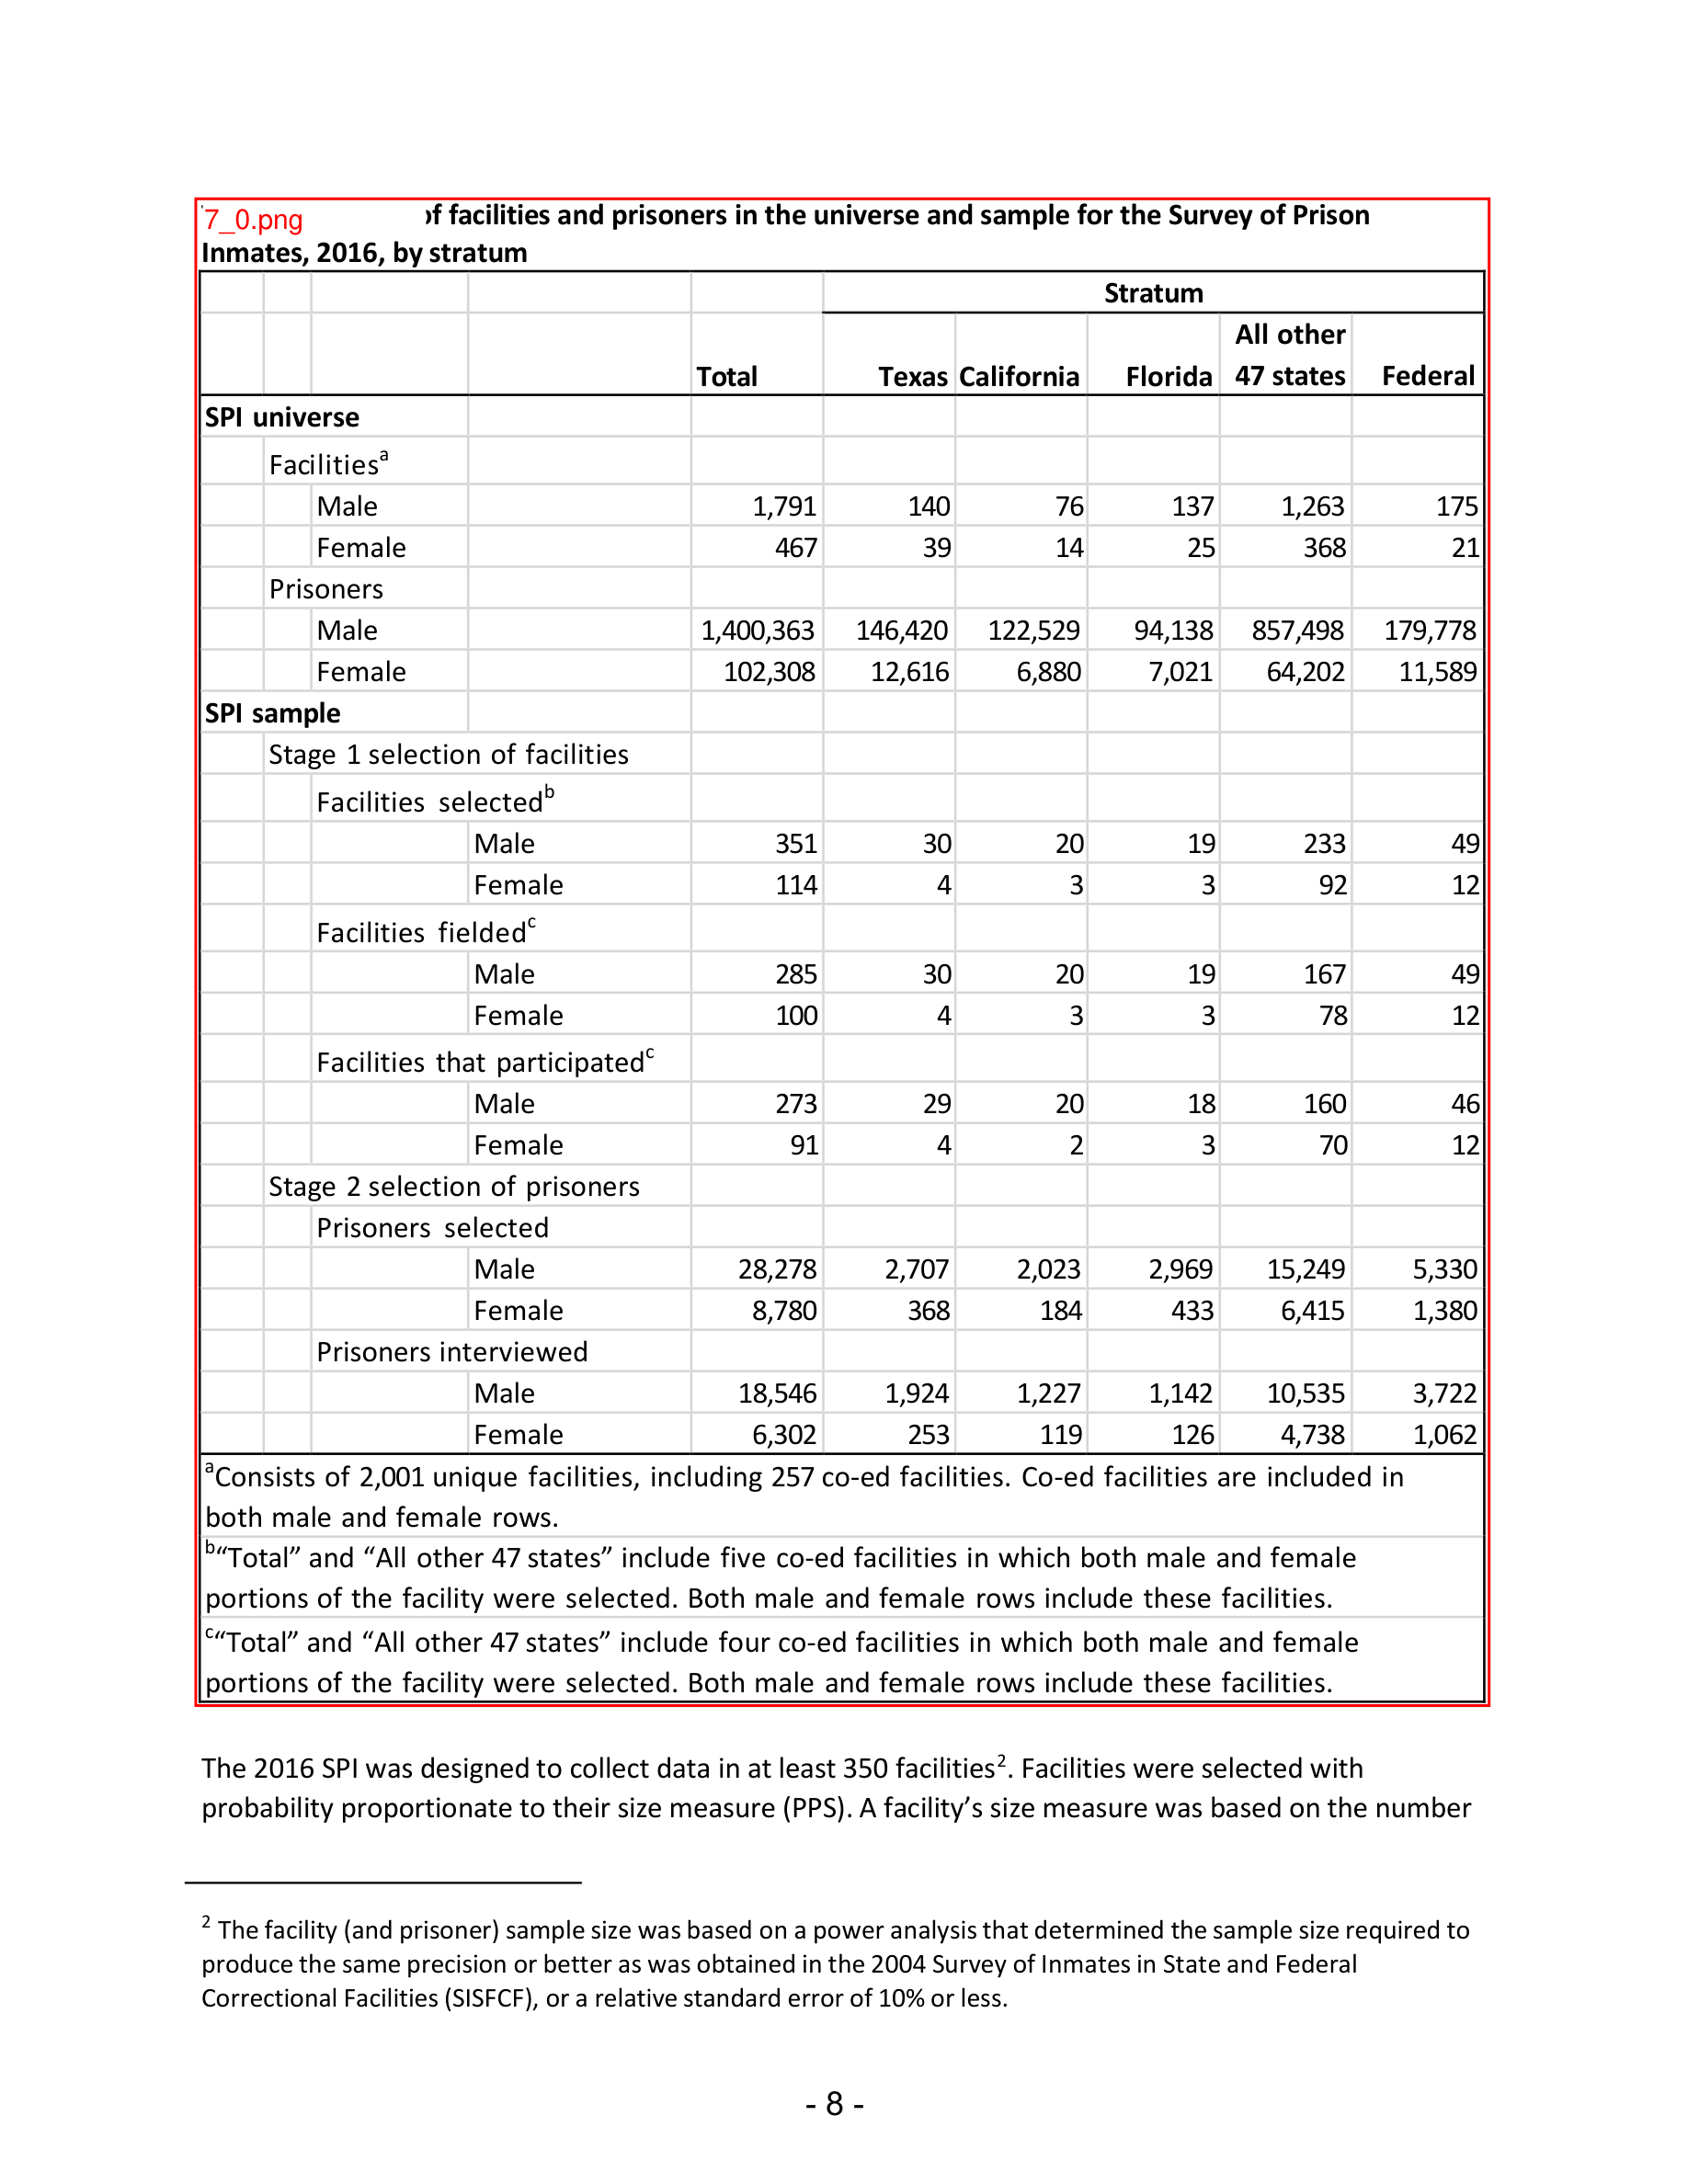 7_0.png of facilities and prisoners in the universe and sample for the Survey of Prison
Inmates, 2016, by stratum
Stratum
All other
Total Texas California Florida 47 states Federal
SPI universe
Facilitiesᵃ
Male 1,791 140 76 137 1,263 175
Female 467 39 14 25 368 21
Prisoners
Male 1,400,363 146,420 122,529 94,138 857,498 179,778
Female 102,308 12,616 6,880 7,021 64,202 11,589
SPI sample
Stage 1 selection of facilities
Facilities selectedᵇ
Male 351 30 20 19 233 49
Female 114 4 3 3 92 12
Facilities fieldedᶜ
Male 285 30 20 19 167 49
Female 100 4 3 3 78 12
Facilities that participatedᶜ
Male 273 29 20 18 160 46
Female 91 4 2 3 70 12
Stage 2 selection of prisoners
Prisoners selected
Male 28,278 2,707 2,023 2,969 15,249 5,330
Female 8,780 368 184 433 6,415 1,380
Prisoners interviewed
Male 18,546 1,924 1,227 1,142 10,535 3,722
Female 6,302 253 119 126 4,738 1,062
ᵃConsists of 2,001 unique facilities, including 257 co-ed facilities. Co-ed facilities are included in
both male and female rows.
ᵇ“Total” and “All other 47 states” include five co-ed facilities in which both male and female
portions of the facility were selected. Both male and female rows include these facilities.
ᶜ“Total” and “All other 47 states” include four co-ed facilities in which both male and female
portions of the facility were selected. Both male and female rows include these facilities.
The 2016 SPI was designed to collect data in at least 350 facilities². Facilities were selected with
probability proportionate to their size measure (PPS). A facility’s size measure was based on the number
² The facility (and prisoner) sample size was based on a power analysis that determined the sample size required to
produce the same precision or better as was obtained in the 2004 Survey of Inmates in State and Federal
Correctional Facilities (SISFCF), or a relative standard error of 10% or less.
- 8 -